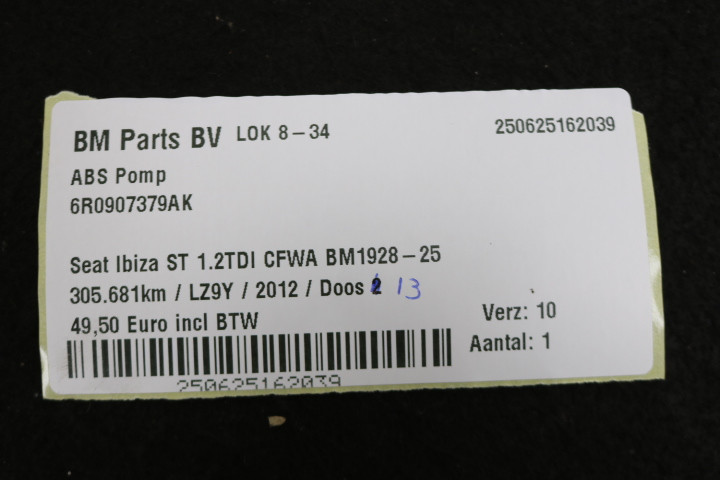 BM Parts BV LOK 8-34
250625162039
ABS Pomp
6R0907379AK
Seat Ibiza ST 1.2TDI CFWA BM1928-25
305.681km / LZ9Y / 2012 / Doos 2 13
49,50 Euro incl BTW
Verz: 10
Aantal: 1
250625162039